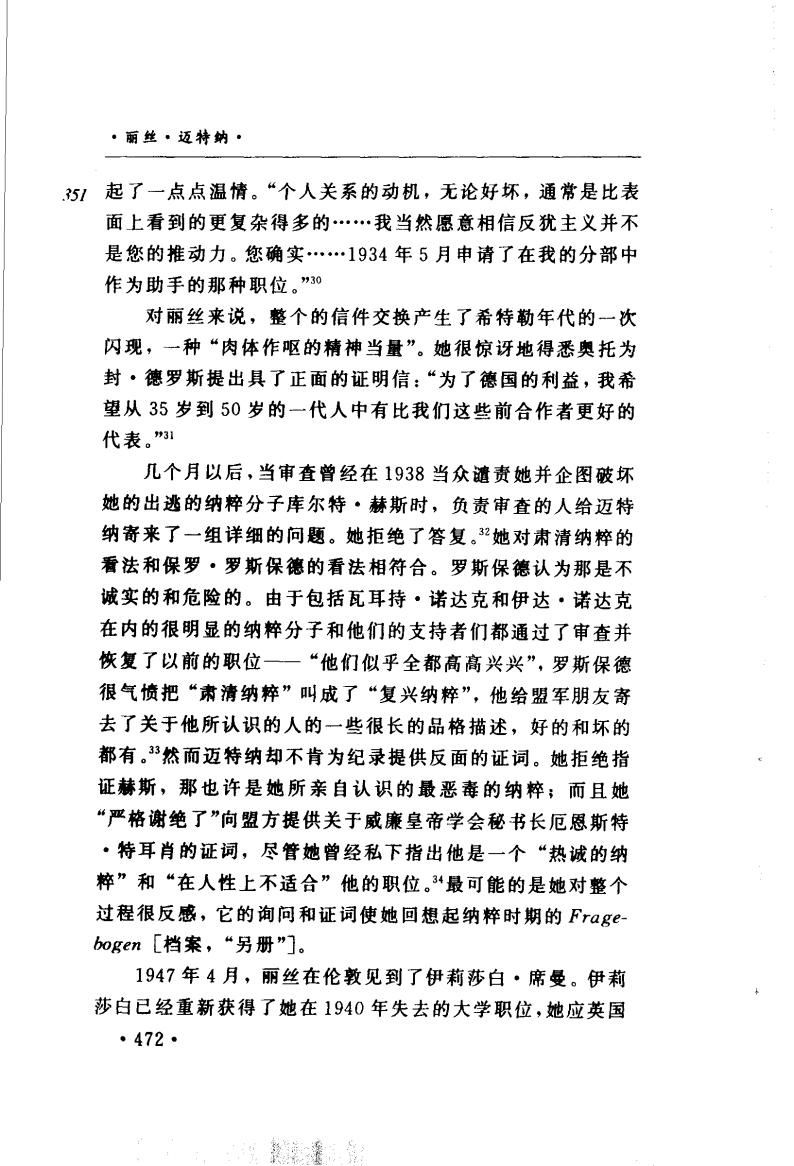 ·丽丝·迈特纳·
351 起了一点点温情。“个人关系的动机，无论好坏，通常是比表
面上看到的更复杂得多的……我当然愿意相信反犹主义并不
是您的推动力。您确实……1934年5月申请了在我的分部中
作为助手的那种职位。”30
对丽丝来说，整个的信件交换产生了希特勒年代的一次
闪现，一种“肉体作呕的精神当量”。她很惊讶地得悉奥托为
封·德罗斯提出具了正面的证明信：“为了德国的利益，我希
望从35岁到50岁的一代人中有比我们这些前合作者更好的
代表。”31
几个月以后，当审查曾经在1938当众谴责她并企图破坏
她的出逃的纳粹分子库尔特·赫斯时，负责审查的人给迈特
纳寄来了一组详细的问题。她拒绝了答复。32她对肃清纳粹的
看法和保罗·罗斯保德的看法相符合。罗斯保德认为那是不
诚实的和危险的。由于包括瓦耳持·诺达克和伊达·诺达克
在内的很明显的纳粹分子和他们的支持者们都通过了审查并
恢复了以前的职位——“他们似乎全都高高兴兴”，罗斯保德
很气愤把“肃清纳粹”叫成了“复兴纳粹”，他给盟军朋友寄
去了关于他所认识的人的一些很长的品格描述，好的和坏的
都有。33然而迈特纳却不肯为纪录提供反面的证词。她拒绝指
证赫斯，那也许是她所亲自认识的最恶毒的纳粹；而且她
“严格谢绝了”向盟方提供关于威廉皇帝学会秘书长厄恩斯特
·特耳肖的证词，尽管她曾经私下指出他是一个“热诚的纳
粹”和“在人性上不适合”他的职位。34最可能的是她对整个
过程很反感，它的询问和证词使她回想起纳粹时期的 Frage-
bogen［档案，“另册”］。
1947年4月，丽丝在伦敦见到了伊莉莎白·席曼。伊莉
莎白已经重新获得了她在1940年失去的大学职位，她应英国
·472·